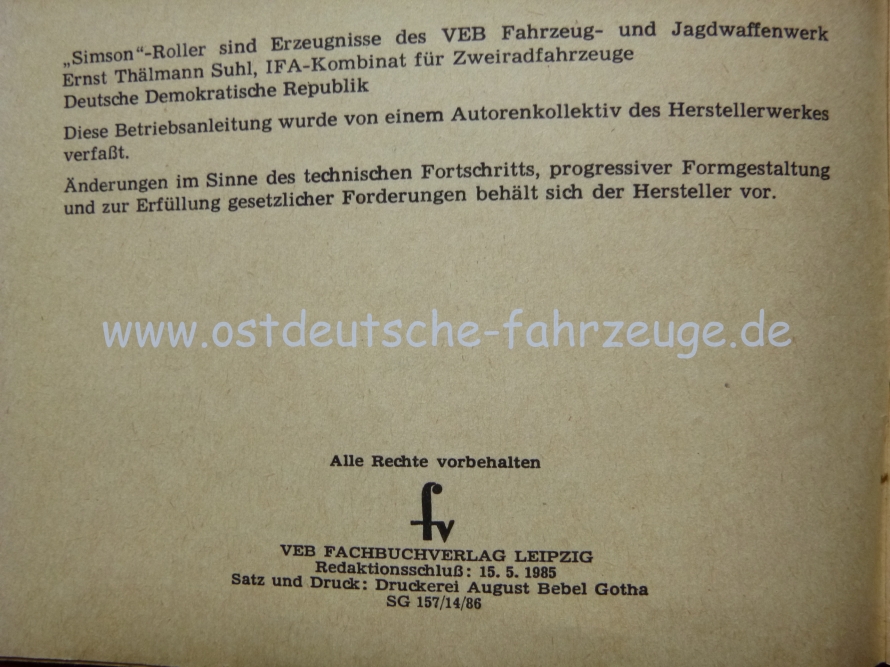 „Simson“-Roller sind Erzeugnisse des VEB Fahrzeug- und Jagdwaffenwerk
Ernst Thälmann Suhl, IFA-Kombinat für Zweiradfahrzeuge
Deutsche Demokratische Republik
Diese Betriebsanleitung wurde von einem Autorenkollektiv des Herstellerwerkes
verfaßt.
Änderungen im Sinne des technischen Fortschritts, progressiver Formgestaltung
und zur Erfüllung gesetzlicher Forderungen behält sich der Hersteller vor.
www.ostdeutsche-fahrzeuge.de
Alle Rechte vorbehalten
fv
VEB FACHBUCHVERLAG LEIPZIG
Redaktionsschluß: 15. 5. 1985
Satz und Druck: Druckerei August Bebel Gotha
SG 157/14/86